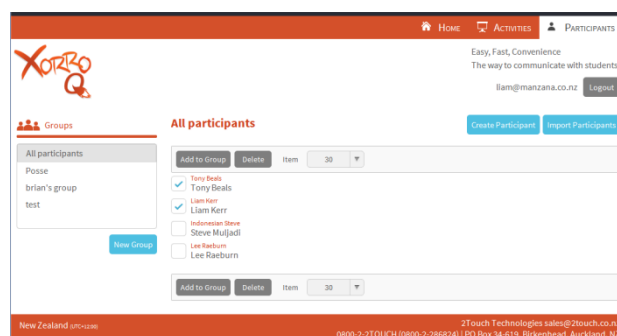 Home Activities Participants
XORRO
Q
Easy, Fast, Convenience
The way to communicate with students
liam@manzana.co.nz Logout
Groups
All participants
Create Participant Import Participants
All participants
Posse
brian's group
test
New Group
Add to Group Delete Item 30
Tony Beals
Tony Beals
Liam Kerr
Liam Kerr
Indonesian Steve
Steve Muljadi
Lee Raeburn
Lee Raeburn
Add to Group Delete Item 30
New Zealand (UTC+12:00)
2Touch Technologies sales@2touch.co.n
0800-2-2TOUCH (0800-2-286824) | PO Box 34-619, Birkenhead, Auckland, N